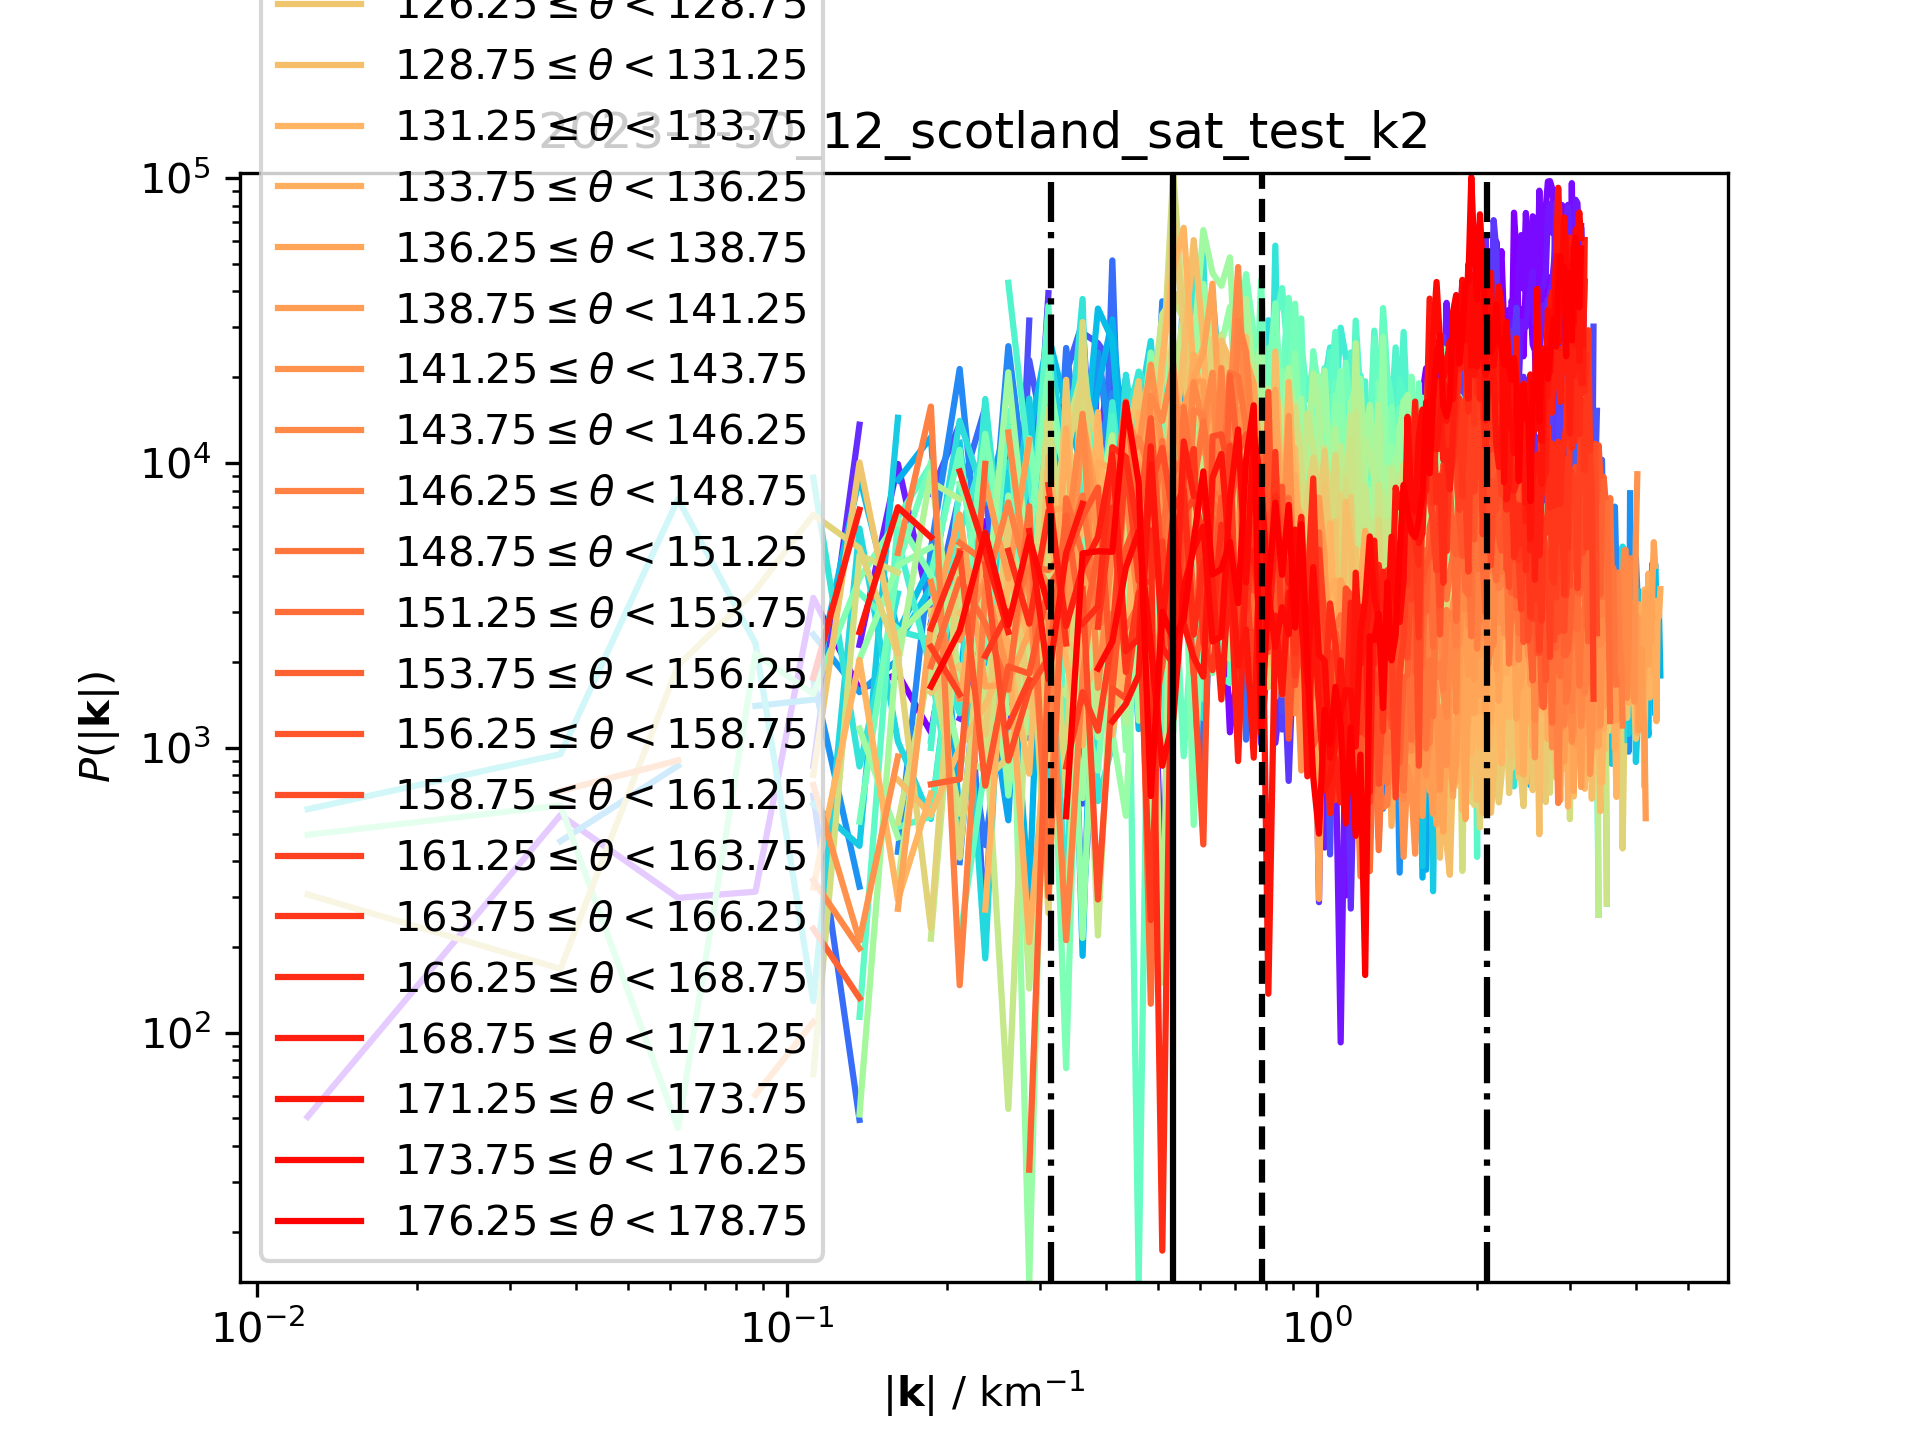 126.25 ≤ θ < 128.75
128.75 ≤ θ < 131.25
131.25 ≤ θ < 133.75
2023-1-30_12_scotland_sat_test_k2
133.75 ≤ θ < 136.25
136.25 ≤ θ < 138.75
138.75 ≤ θ < 141.25
141.25 ≤ θ < 143.75
143.75 ≤ θ < 146.25
146.25 ≤ θ < 148.75
148.75 ≤ θ < 151.25
151.25 ≤ θ < 153.75
153.75 ≤ θ < 156.25
156.25 ≤ θ < 158.75
158.75 ≤ θ < 161.25
161.25 ≤ θ < 163.75
163.75 ≤ θ < 166.25
166.25 ≤ θ < 168.75
168.75 ≤ θ < 171.25
171.25 ≤ θ < 173.75
173.75 ≤ θ < 176.25
176.25 ≤ θ < 178.75
10⁵
10⁴
10³
10²
P(|k|)
10⁻² 10⁻¹ 10⁰
|k| / km⁻¹